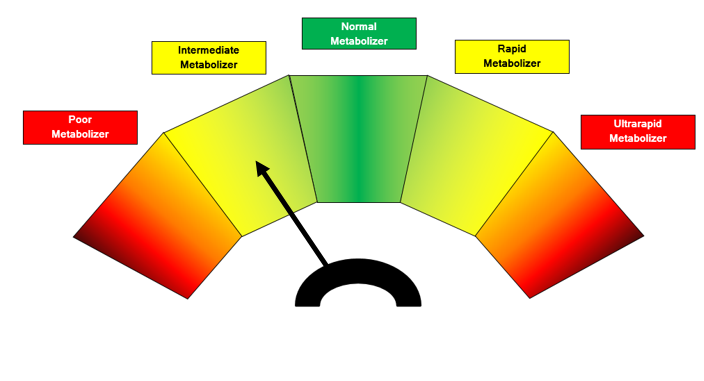 Normal
Metabolizer
Intermediate
Metabolizer
Rapid
Metabolizer
Poor
Metabolizer
Ultrarapid
Metabolizer